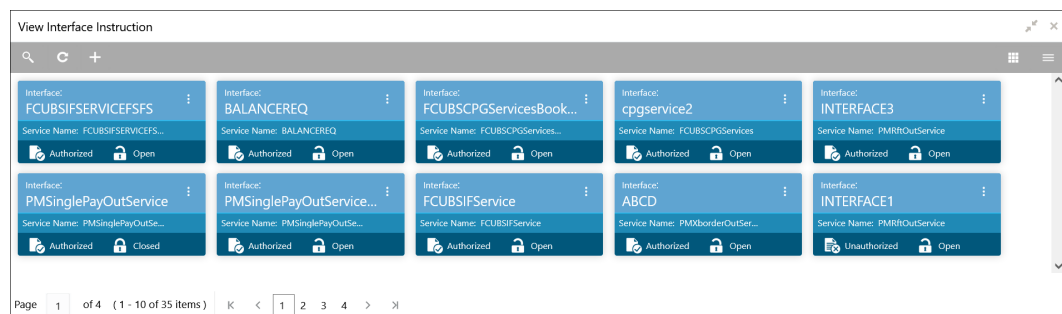 View Interface Instruction
Interface:
FCUBSIFSERVICEFSFS
Service Name: FCUBSIFSERVICEFS...
Authorized Open
Interface:
BALANCEREQ
Service Name: BALANCEREQ
Authorized Open
Interface:
FCUBSCPGServicesBook...
Service Name: FCUBSCPGServices...
Authorized Open
Interface:
cpgservice2
Service Name: FCUBSCPGServices
Authorized Open
Interface:
INTERFACE3
Service Name: PMRftOutService
Authorized Open
Interface:
PMSinglePayOutService
Service Name: PMSinglePayOutSe...
Authorized Closed
Interface:
PMSinglePayOutService...
Service Name: PMSinglePayOutSe...
Authorized Open
Interface:
FCUBSIFService
Service Name: FCUBSIFService
Authorized Open
Interface:
ABCD
Service Name: PMXborderOutSer...
Authorized Open
Interface:
INTERFACE1
Service Name: PMRftOutService
Unauthorized Open
Page 1 of 4 (1 - 10 of 35 items) 1 2 3 4